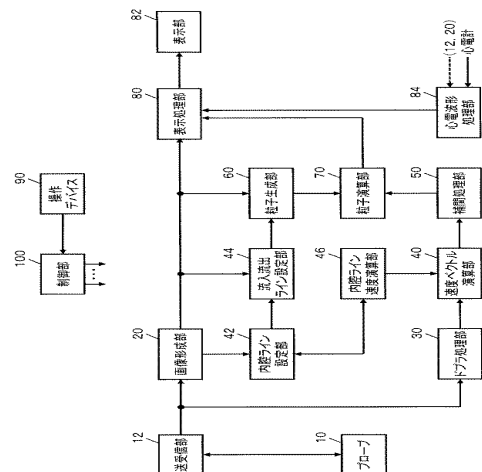 82
表示部
80
表示処理部
(12, 20)
心電計
84
心電波形
処理部
90
操作
デバイス
100
制御部
60
粒子生成部
70
粒子演算部
50
補間処理部
44
流入流出
ライン設定部
46
内腔ライン
速度演算部
40
速度ベクトル
演算部
20
画像形成部
42
内腔ライン
設定部
30
ドプラ処理部
12
送受信部
10
プローブ